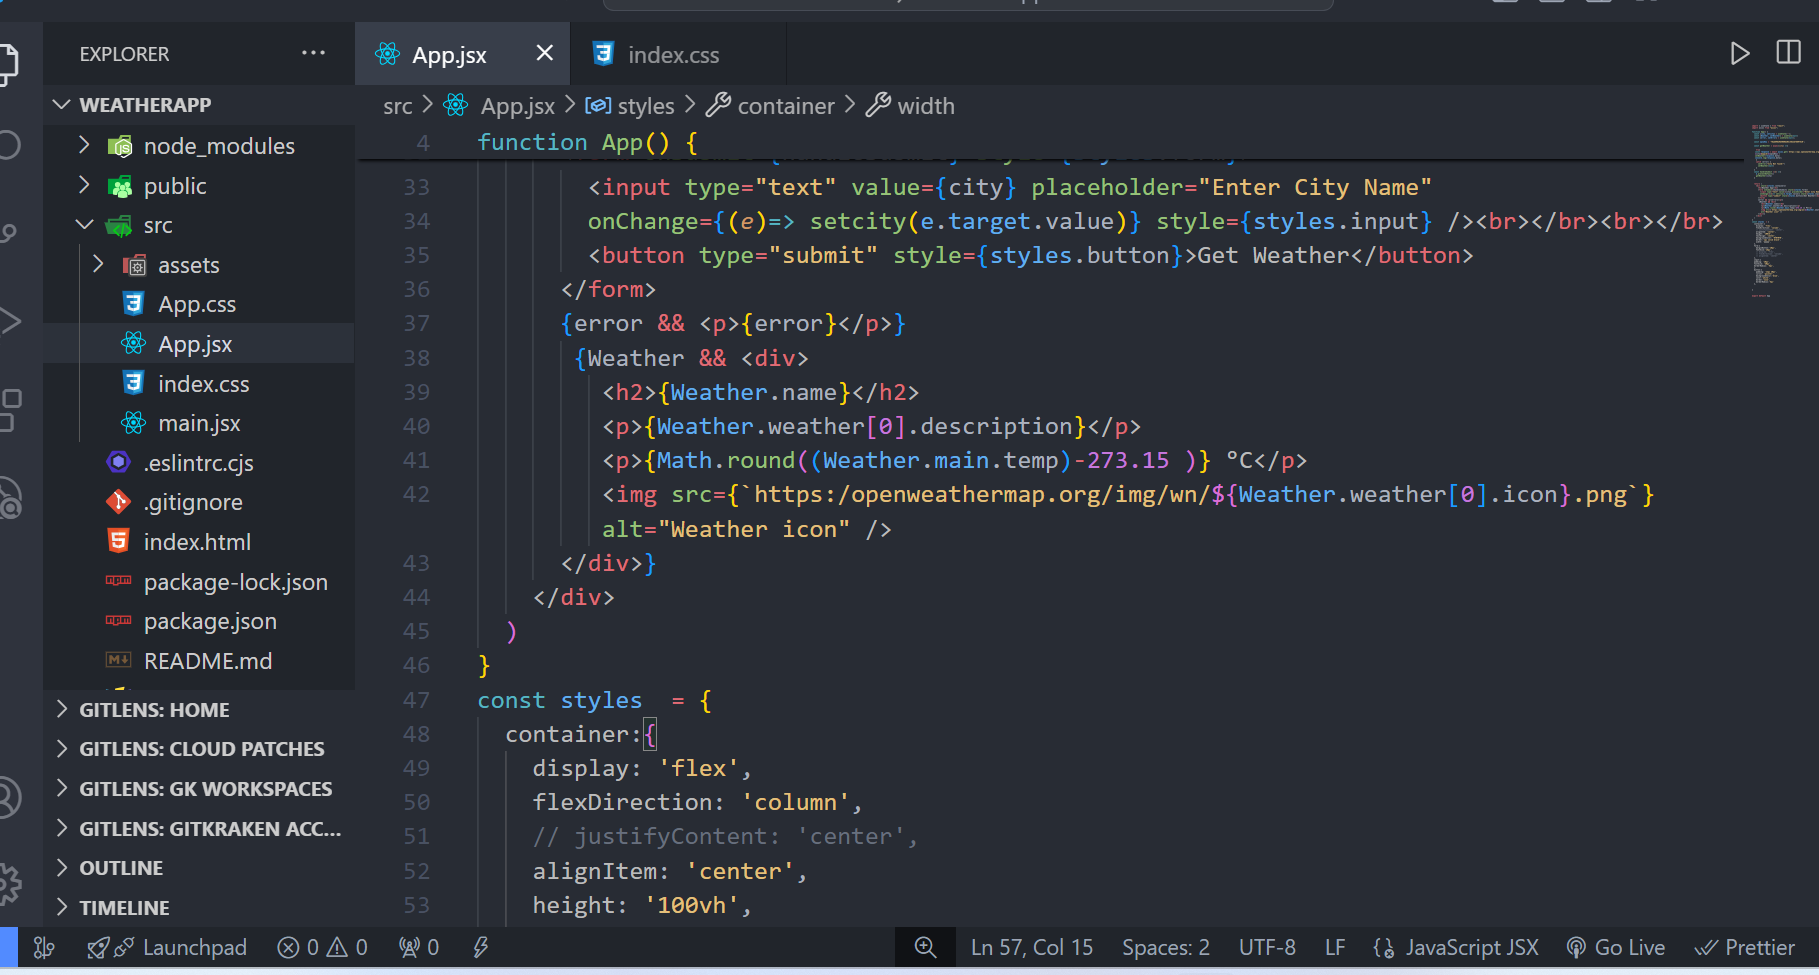 EXPLORER
WEATHERAPP
node_modules
public
src
assets
App.css
App.jsx
index.css
main.jsx
.eslintrc.cjs
.gitignore
index.html
package-lock.json
package.json
README.md
GITLENS: HOME
GITLENS: CLOUD PATCHES
GITLENS: GK WORKSPACES
GITLENS: GITKRAKEN ACC...
OUTLINE
TIMELINE
App.jsx
index.css
src > App.jsx > styles > container > width
4 function App() {
33 <input type="text" value={city} placeholder="Enter City Name"
34 onChange={(e)=> setcity(e.target.value)} style={styles.input} /><br></br><br></br>
35 <button type="submit" style={styles.button}>Get Weather</button>
36 </form>
37 {error && <p>{error}</p>}
38 {Weather && <div>
39 <h2>{Weather.name}</h2>
40 <p>{Weather.weather[0].description}</p>
41 <p>{Math.round((Weather.main.temp)-273.15 )} °C</p>
42 <img src={`https:/openweathermap.org/img/wn/${Weather.weather[0].icon}.png`}
alt="Weather icon" />
43 </div>}
44 </div>
45 )
46 }
47 const styles  = {
48 container:{
49 display: 'flex',
50 flexDirection: 'column',
51 // justifyContent: 'center',
52 alignItem: 'center',
53 height: '100vh',
Launchpad 0 0 0 Ln 57, Col 15 Spaces: 2 UTF-8 LF JavaScript JSX Go Live Prettier